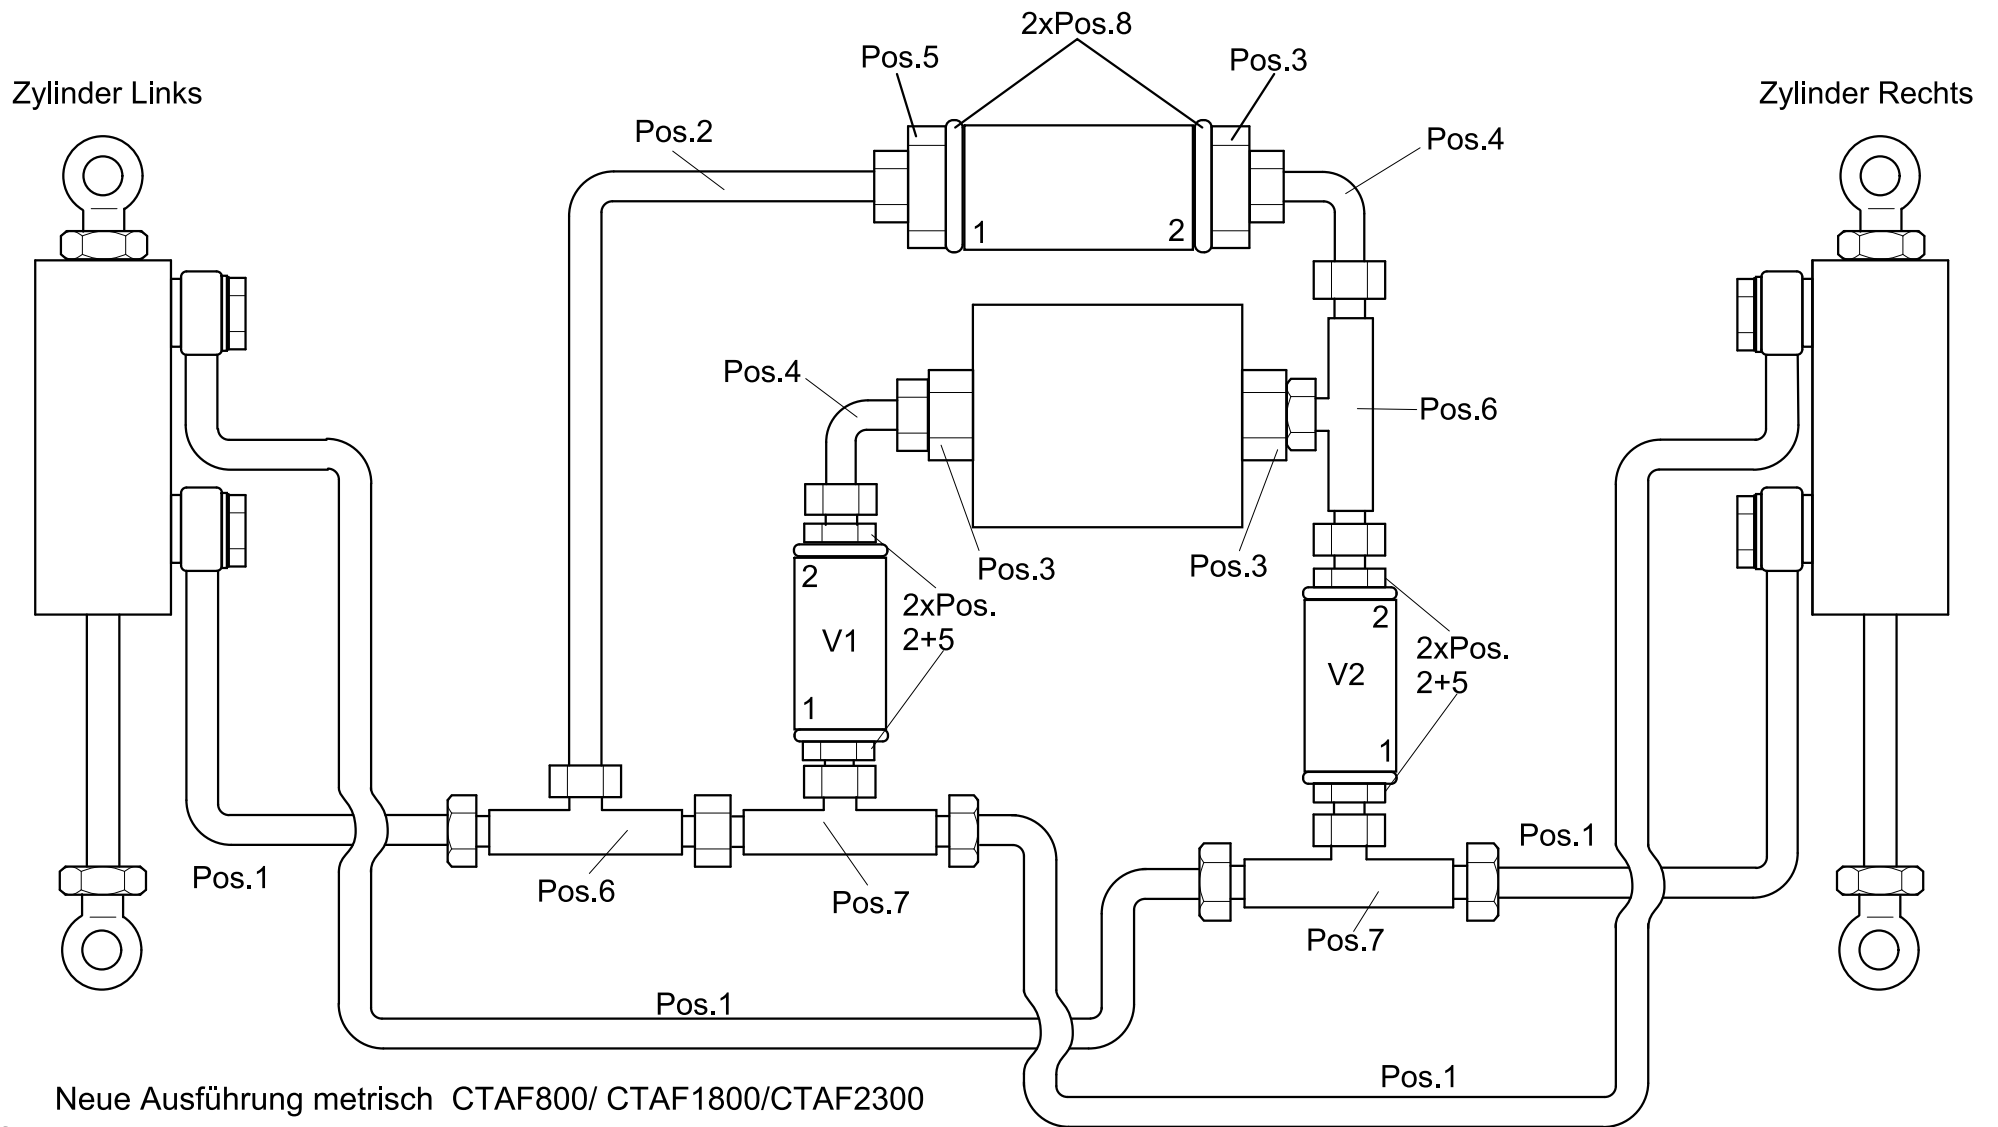 2xPos.8
Pos.5
Pos.3
Zylinder Links
Zylinder Rechts
Pos.2
Pos.4
1
2
Pos.4
Pos.6
Pos.3
Pos.3
2
2xPos.
2+5
V1
1
2
2xPos.
2+5
V2
1
Pos.1
Pos.6
Pos.7
Pos.1
Pos.7
Pos.1
Pos.1
Neue Ausführung metrisch CTAF800/ CTAF1800/CTAF2300